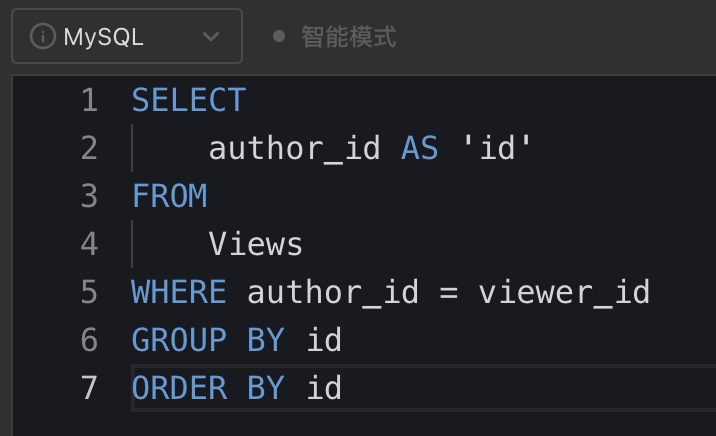 MySQL 智能模式
1 SELECT
2 author_id AS 'id'
3 FROM
4 Views
5 WHERE author_id = viewer_id
6 GROUP BY id
7 ORDER BY id